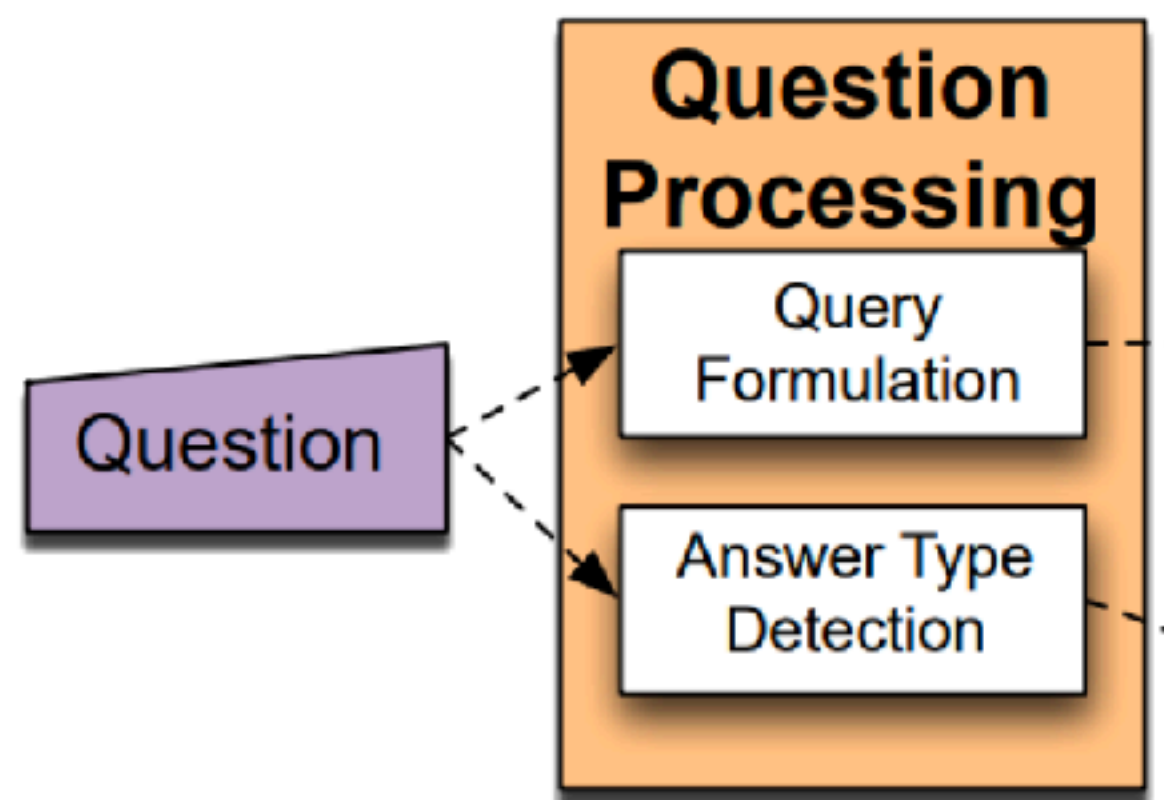 Question
Processing
Query
Formulation
Question
Answer Type
Detection